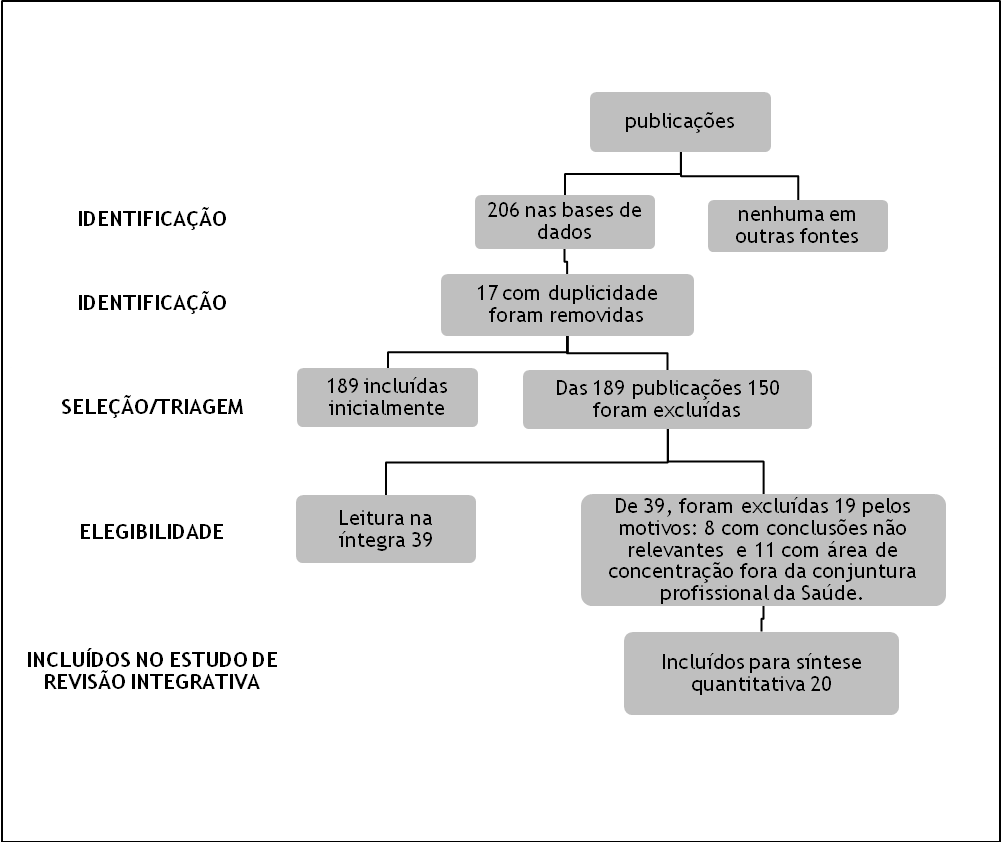 publicações
IDENTIFICAÇÃO
206 nas bases de
dados
nenhuma em
outras fontes
IDENTIFICAÇÃO
17 com duplicidade
foram removidas
SELEÇÃO/TRIAGEM
189 incluídas
inicialmente
Das 189 publicações 150
foram excluídas
ELEGIBILIDADE
Leitura na
íntegra 39
De 39, foram excluídas 19 pelos
motivos: 8 com conclusões não
relevantes e 11 com área de
concentração fora da conjuntura
profissional da Saúde.
INCLUÍDOS NO ESTUDO DE
REVISÃO INTEGRATIVA
Incluídos para síntese
quantitativa 20